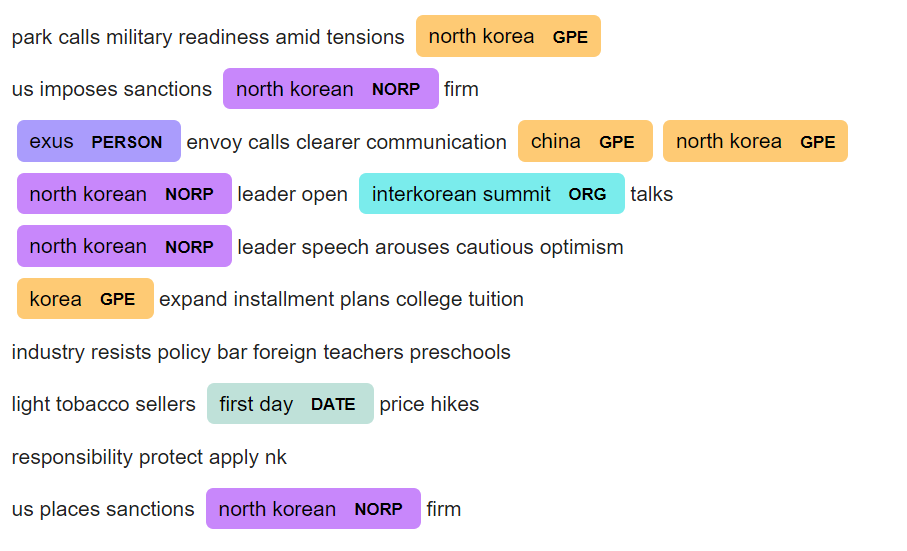 park calls military readiness amid tensions north korea GPE
us imposes sanctions north korean NORP firm
exus PERSON envoy calls clearer communication china GPE north korea GPE
north korean NORP leader open interkorean summit ORG talks
north korean NORP leader speech arouses cautious optimism
korea GPE expand installment plans college tuition
industry resists policy bar foreign teachers preschools
light tobacco sellers first day DATE price hikes
responsibility protect apply nk
us places sanctions north korean NORP firm